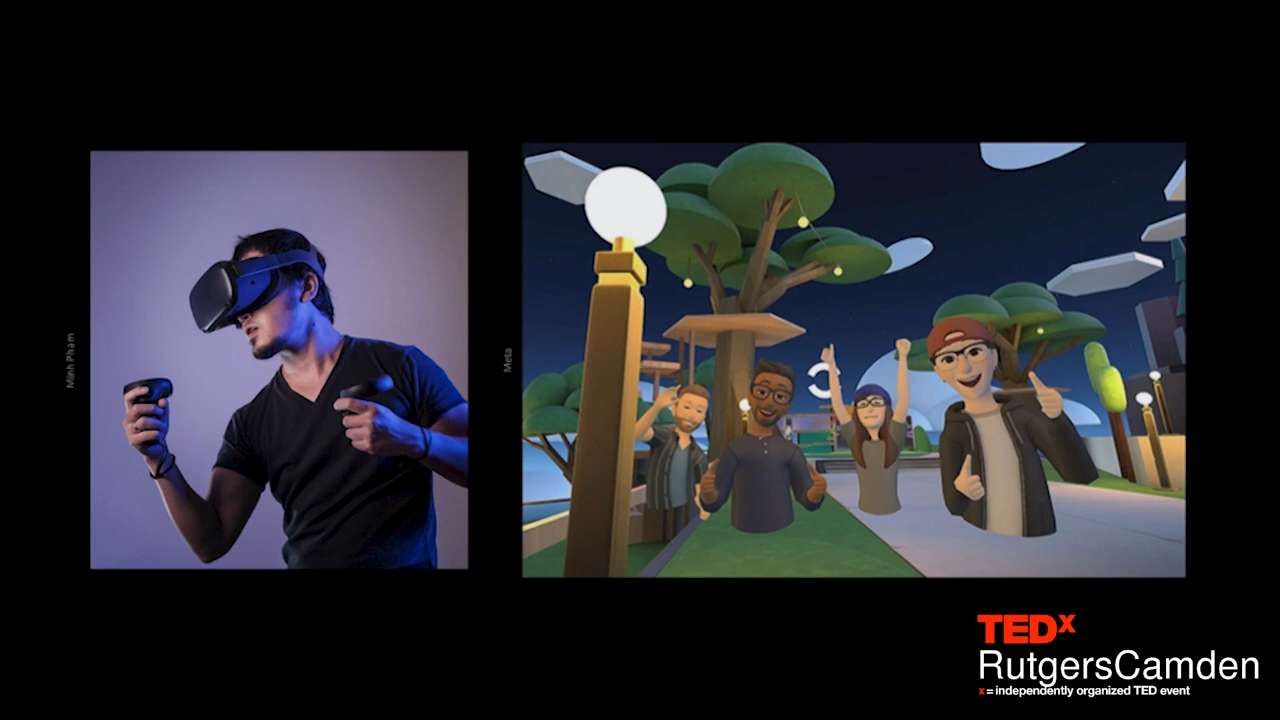 Minh Pham
Meta
TEDx
RutgersCamden
x = independently organized TED event